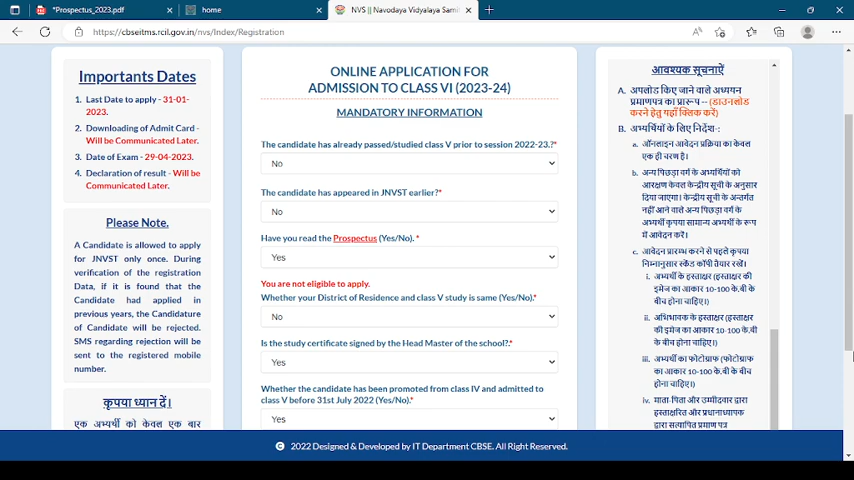 *Prospectus_2023.pdf
home
NVS || Navodaya Vidyalaya Sami
https://cbseitms.rcil.gov.in/nvs/Index/Registration
Importants Dates
1. Last Date to apply - 31-01-
2023.
2. Downloading of Admit Card -
Will be Communicated Later.
3. Date of Exam - 29-04-2023.
4. Declaration of result - Will be
Communicated Later.
Please Note.
A Candidate is allowed to apply
for JNVST only once. During
verification of the registration
Data, if it is found that the
Candidate had applied in
previous years, the Candidature
of Candidate will be rejected.
SMS regarding rejection will be
sent to the registered mobile
number.
कृपया ध्यान दें।
एक अभ्यर्थी को केवल एक बार
ONLINE APPLICATION FOR
ADMISSION TO CLASS VI (2023-24)
MANDATORY INFORMATION
The candidate has already passed/studied class V prior to session 2022-23.?*
No
The candidate has appeared in JNVST earlier?*
No
Have you read the Prospectus (Yes/No). *
Yes
You are not eligible to apply.
Whether your District of Residence and class V study is same (Yes/No).*
No
Is the study certificate signed by the Head Master of the school?.*
Yes
Whether the candidate has been promoted from class IV and admitted to
class V before 31st July 2022 (Yes/No).*
Yes
आवश्यक सूचनाऐं
A. अपलोड किए जाने वाले अध्ययन
प्रमाणपत्र का प्रारूप -- (डाउनलोड
करने हेतु यहाँ क्लिक करें)
B. अभ्यर्थियों के लिए निर्देश-:
a. ऑनलाइन आवेदन प्रक्रिया का केवल
एक ही चरण है।
b. अन्य पिछड़ा वर्ग के अभ्यर्थियों को
आरक्षण केवल केन्द्रीय सूची के अनुसार
दिया जाएगा। केन्द्रीय सूची के अन्तर्गत
नहीं आने वाले अन्य पिछड़ा वर्ग के
अभ्यर्थी कृपया सामान्य अभ्यर्थी के रूप
में आवेदन करें।
c. आवेदन प्रारम्भ करने से पहले कृपया
निम्नानुसार स्कैंड कॉपी तैयार रखें।
i. अभ्यर्थी के हस्ताक्षर (हस्ताक्षर की
इमेज का आकार 10-100 के.बी के
बीच होना चाहिए।)
ii. अभिभावक के हस्ताक्षर (हस्ताक्षर
की इमेज का आकार 10-100 के.बी
के बीच होना चाहिए।)
iii. अभ्यर्थी का फोटोग्राफ (फोटोग्राफ
का आकार 10-100 के.बी के बीच
होना चाहिए।)
iv. माता-पिता और उम्मीदवार द्वारा
हस्ताक्षरित और प्रधानाध्यापक
द्वारा सत्यापित प्रमाण पत्र
2022 Designed & Developed by IT Department CBSE. All Right Reserved.